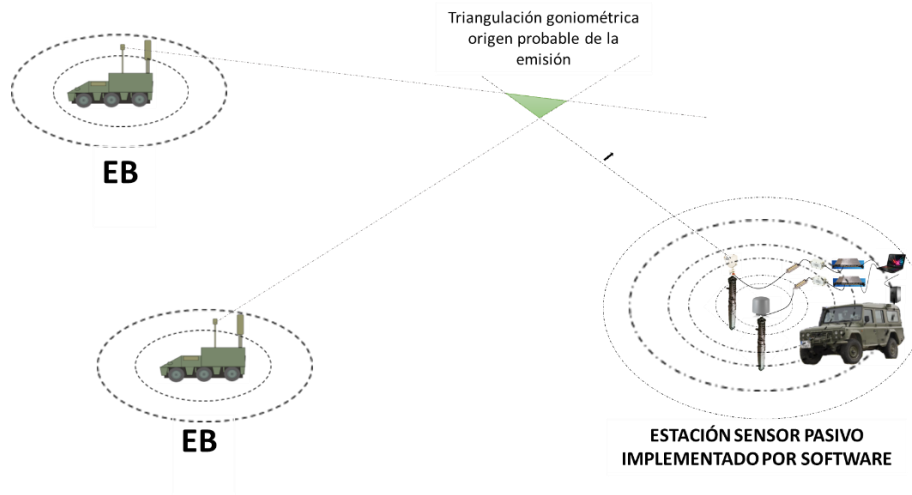 Triangulación goniométrica
origen probable de la
emisión
EB
EB
ESTACIÓN SENSOR PASIVO
IMPLEMENTADO POR SOFTWARE